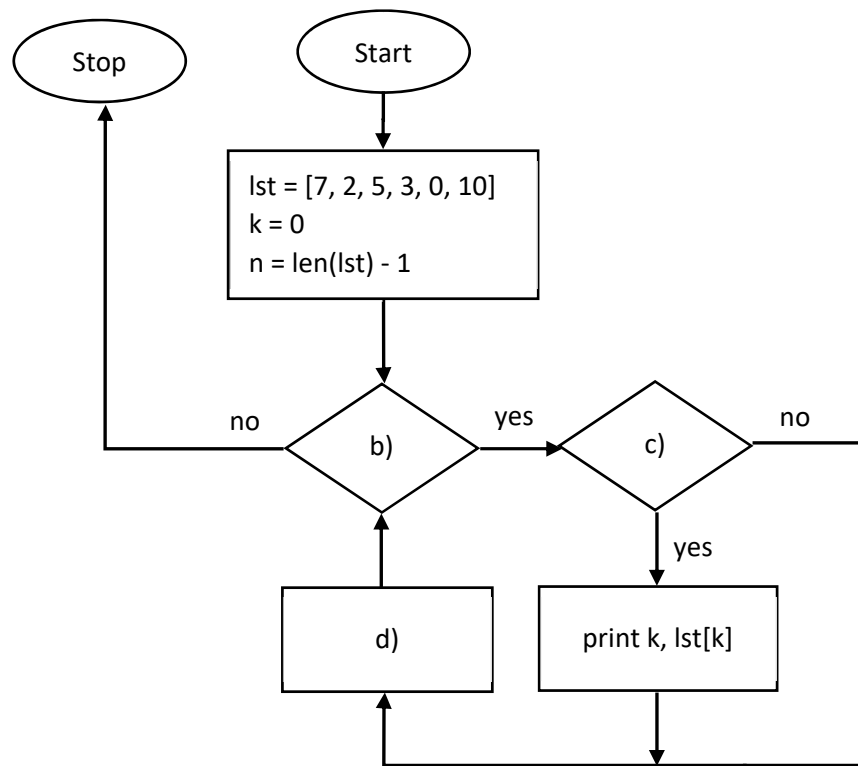 Stop
Start
lst = [7, 2, 5, 3, 0, 10]
k = 0
n = len(lst) - 1
no
b)
yes
c)
no
yes
d)
print k, lst[k]